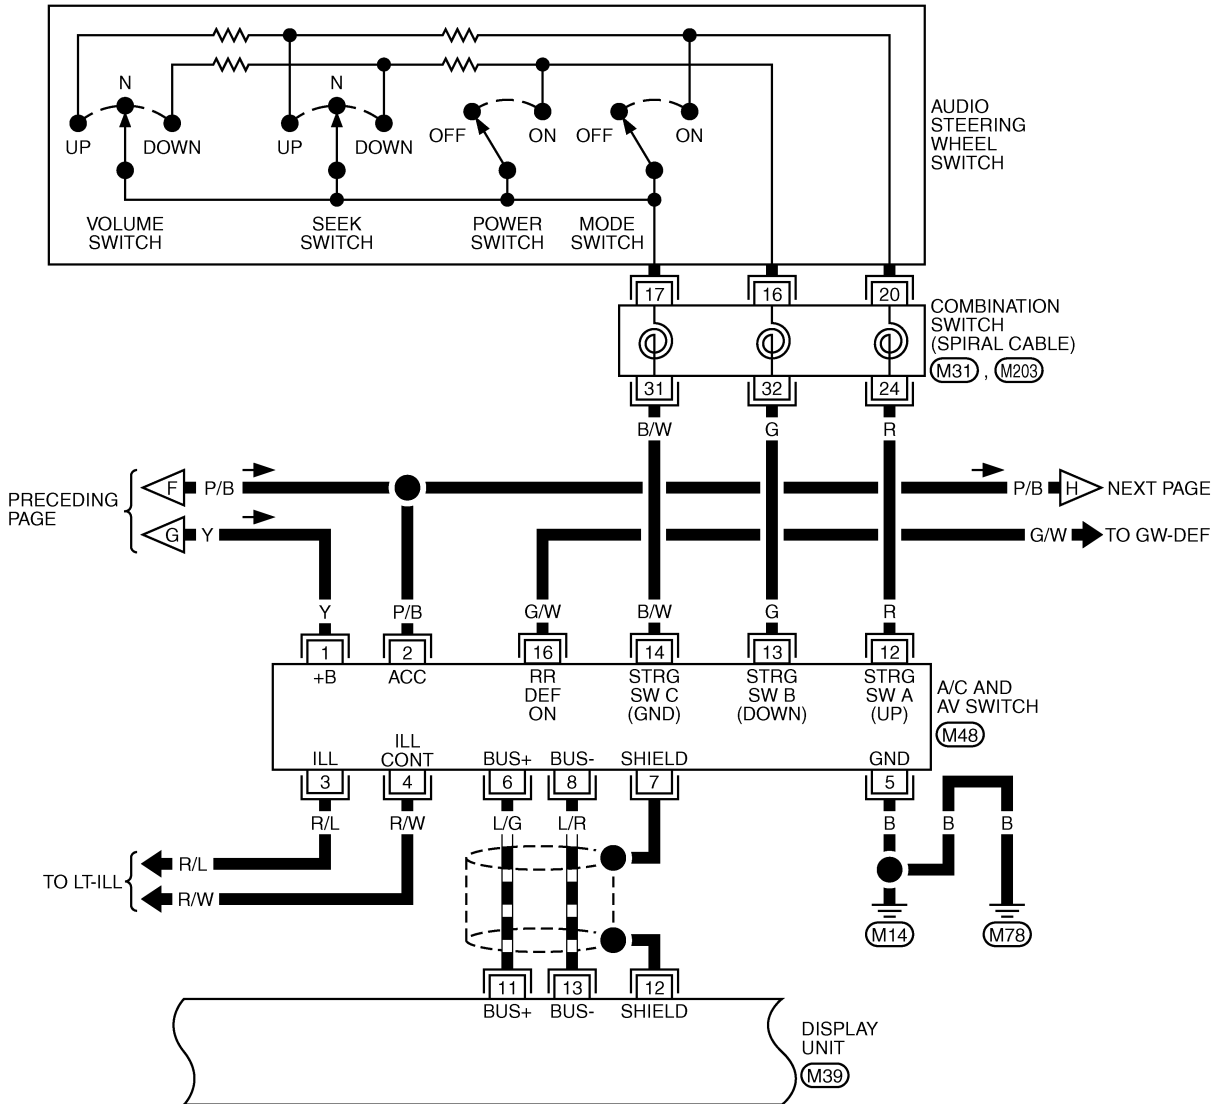 N
N
UP
DOWN
UP
DOWN
OFF
ON
OFF
ON
VOLUME
SWITCH
SEEK
SWITCH
POWER
SWITCH
MODE
SWITCH
AUDIO
STEERING
WHEEL
SWITCH
17
16
20
COMBINATION
SWITCH
(SPIRAL CABLE)
M31 , M203
31
32
24
B/W
G
R
PRECEDING
PAGE
F
P/B
P/B
H
NEXT PAGE
G
Y
G/W
TO GW-DEF
Y
P/B
G/W
B/W
G
R
1
2
16
14
13
12
+B
ACC
RR
DEF
ON
STRG
SW C
(GND)
STRG
SW B
(DOWN)
STRG
SW A
(UP)
A/C AND
AV SWITCH
M48
ILL
ILL
CONT
BUS+
BUS-
SHIELD
GND
3
4
6
8
7
5
R/L
R/W
L/G
L/R
B
B
B
TO LT-ILL
R/L
R/W
M14
M78
11
13
12
BUS+
BUS-
SHIELD
DISPLAY
UNIT
M39